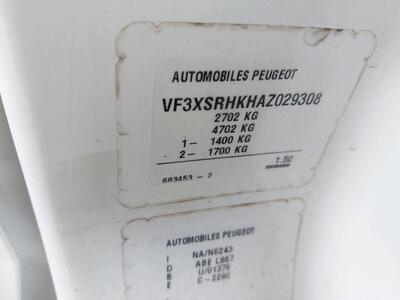 AUTOMOBILES PEUGEOT
VF3XSRHKHAZ029308
2702 KG
4702 KG
1- 1400 KG
2- 1700 KG
1.50
683453 - 2
AUTOMOBILES PEUGEOT
I NA/N6243
D ABE L867
B U/01376
E C-2290